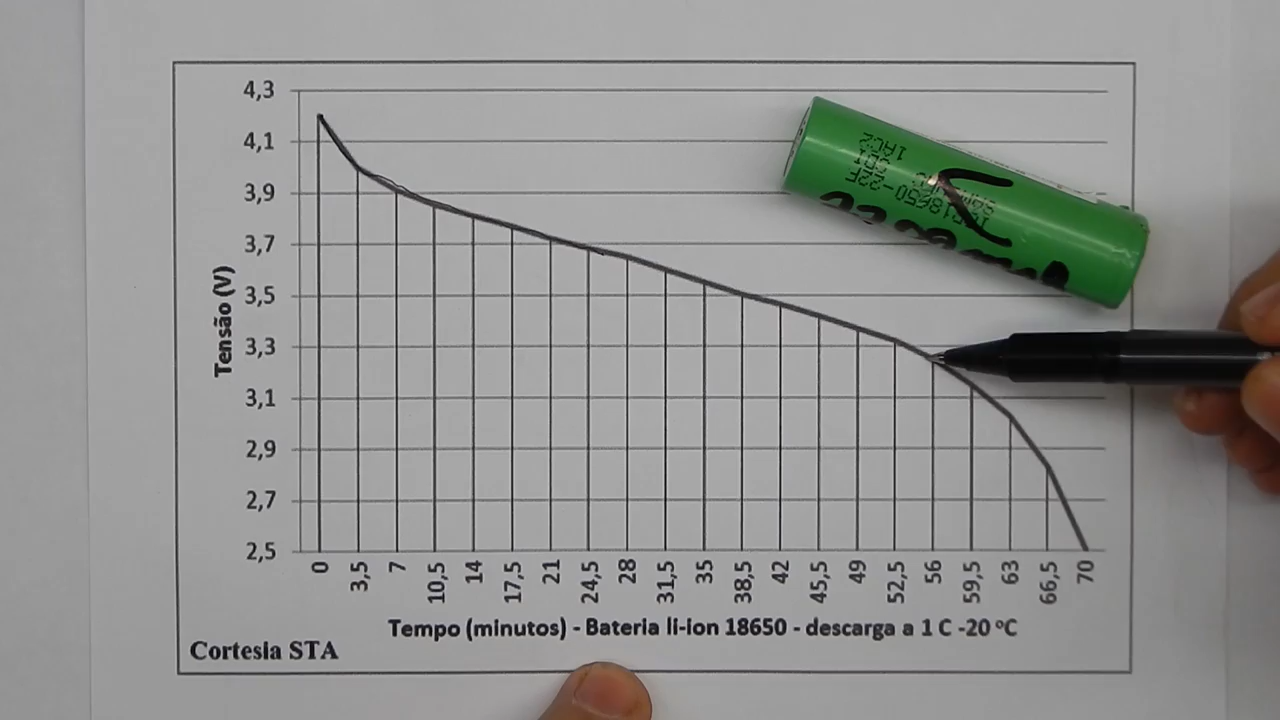 4,3
4,1
3,9
3,7
3,5
3,3
3,1
2,9
2,7
2,5
Tensão (V)
0 3,5 7 10,5 14 17,5 21 24,5 28 31,5 35 38,5 42 45,5 49 52,5 56 59,5 63 66,5 70
Tempo (minutos) - Bateria li-ion 18650 - descarga a 1 C -20 ºC
Cortesia STA
1AC2
SDI